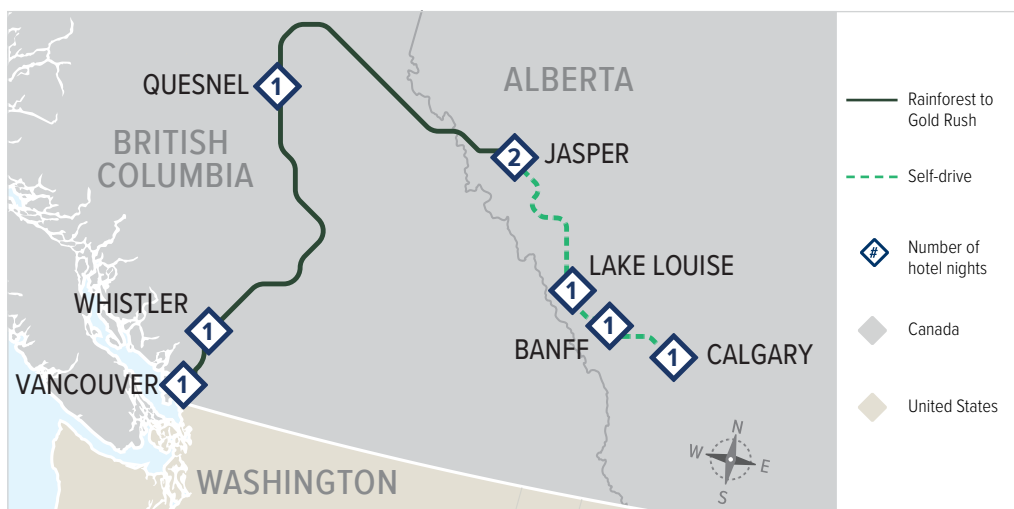 QUESNEL
1
ALBERTA
BRITISH
COLUMBIA
2
JASPER
LAKE LOUISE
1
WHISTLER
1
1
BANFF
1
CALGARY
VANCOUVER
1
WASHINGTON
N
W
E
S
Rainforest to
Gold Rush
Self-drive
#
Number of
hotel nights
Canada
United States